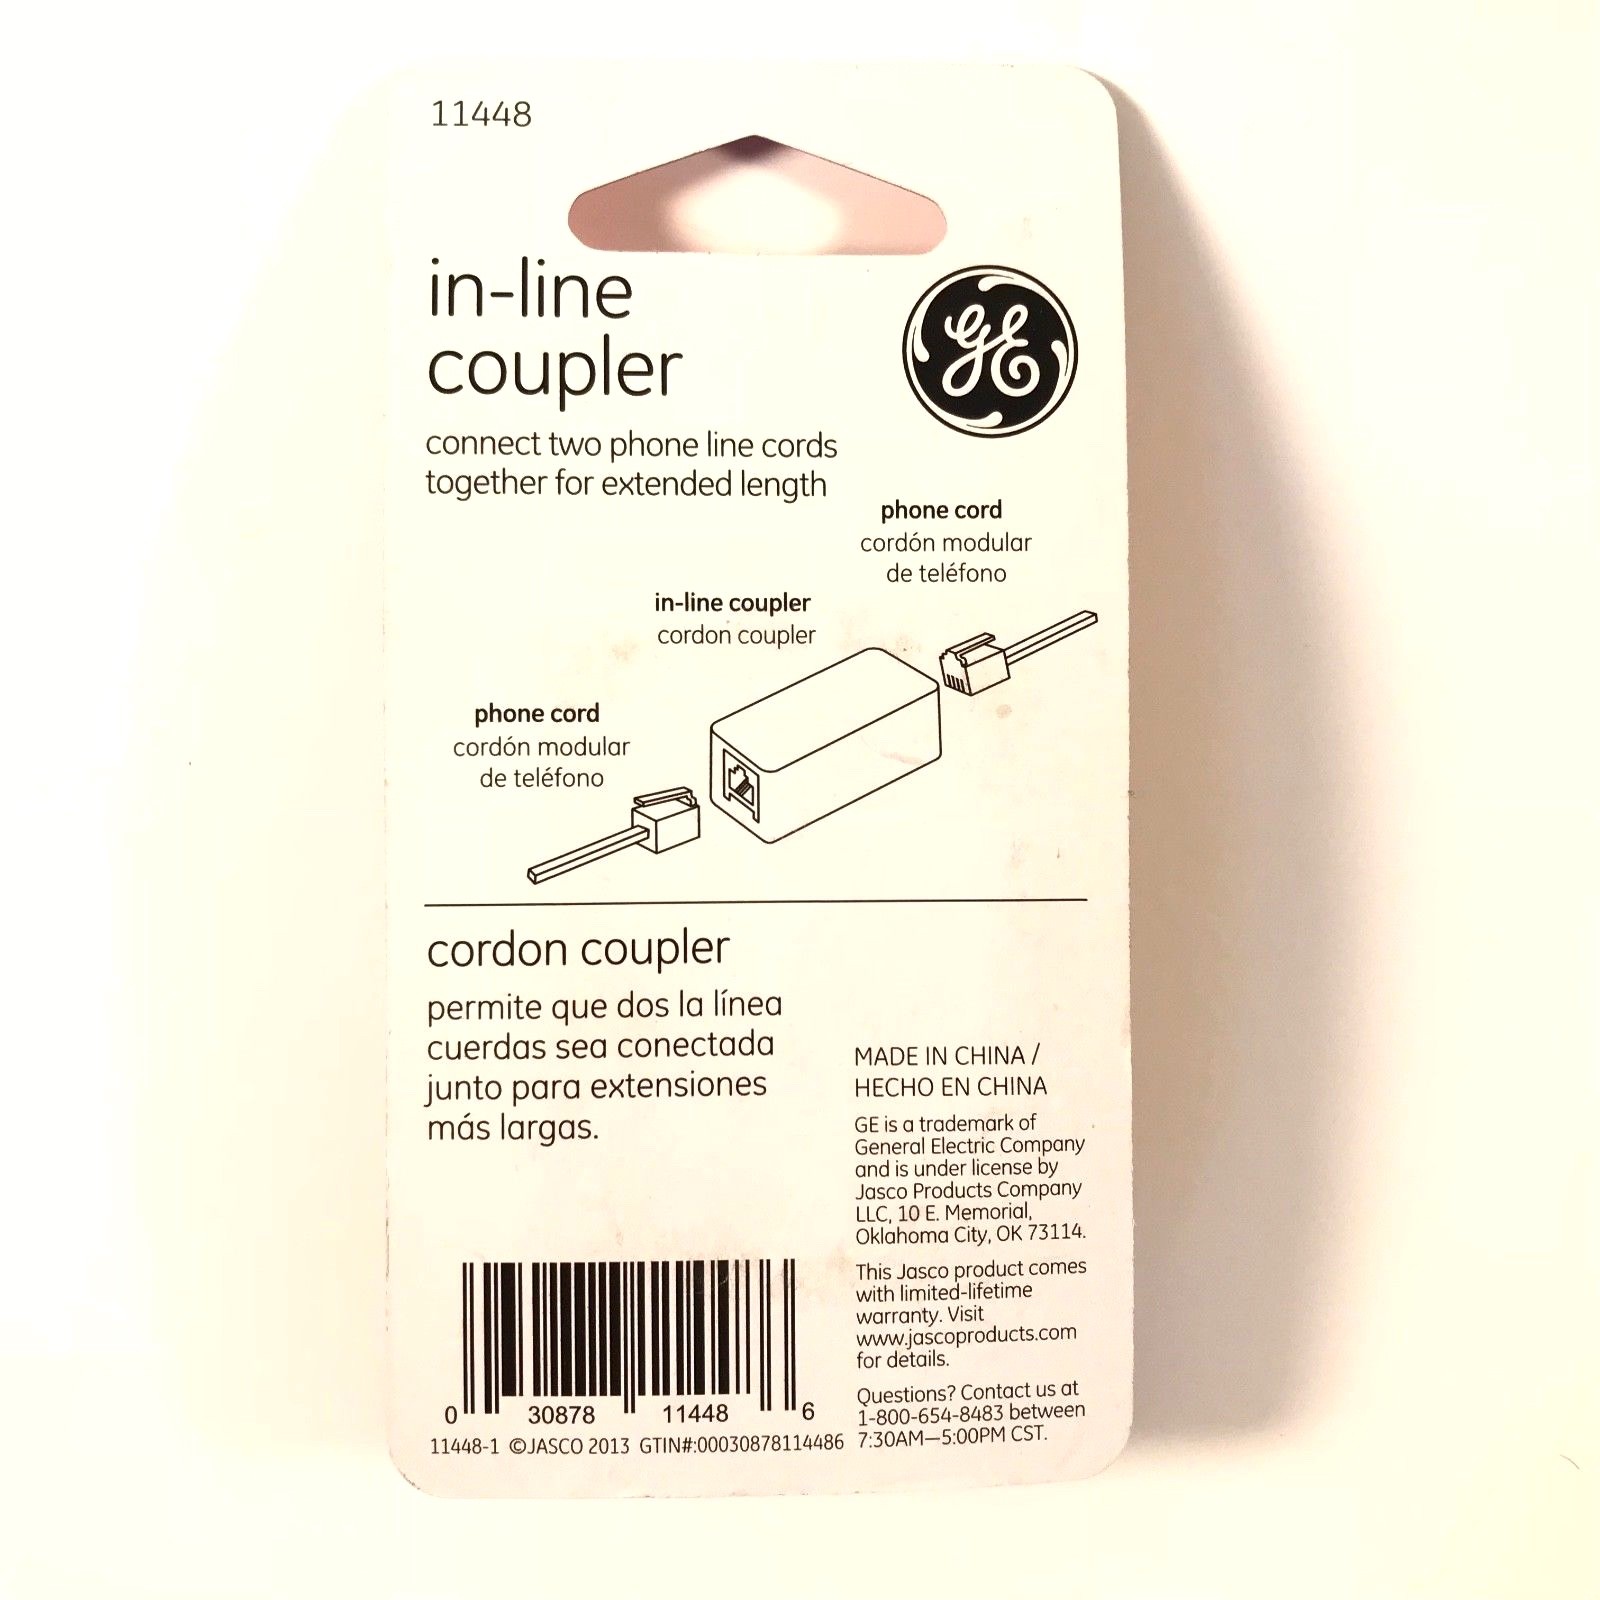 11448
in-line
coupler
GE
connect two phone line cords
together for extended length
phone cord
cordón modular
de teléfono
in-line coupler
cordon coupler
phone cord
cordón modular
de teléfono
cordon coupler
permite que dos la línea
cuerdas sea conectada
junto para extensiones
más largas.
MADE IN CHINA /
HECHO EN CHINA
GE is a trademark of
General Electric Company
and is under license by
Jasco Products Company
LLC, 10 E. Memorial,
Oklahoma City, OK 73114.
This Jasco product comes
with limited-lifetime
warranty. Visit
www.jascoproducts.com
for details.
Questions? Contact us at
1-800-654-8483 between
7:30AM—5:00PM CST.
0 30878 11448 6
11448-1 ©JASCO 2013 GTIN#:00030878114486